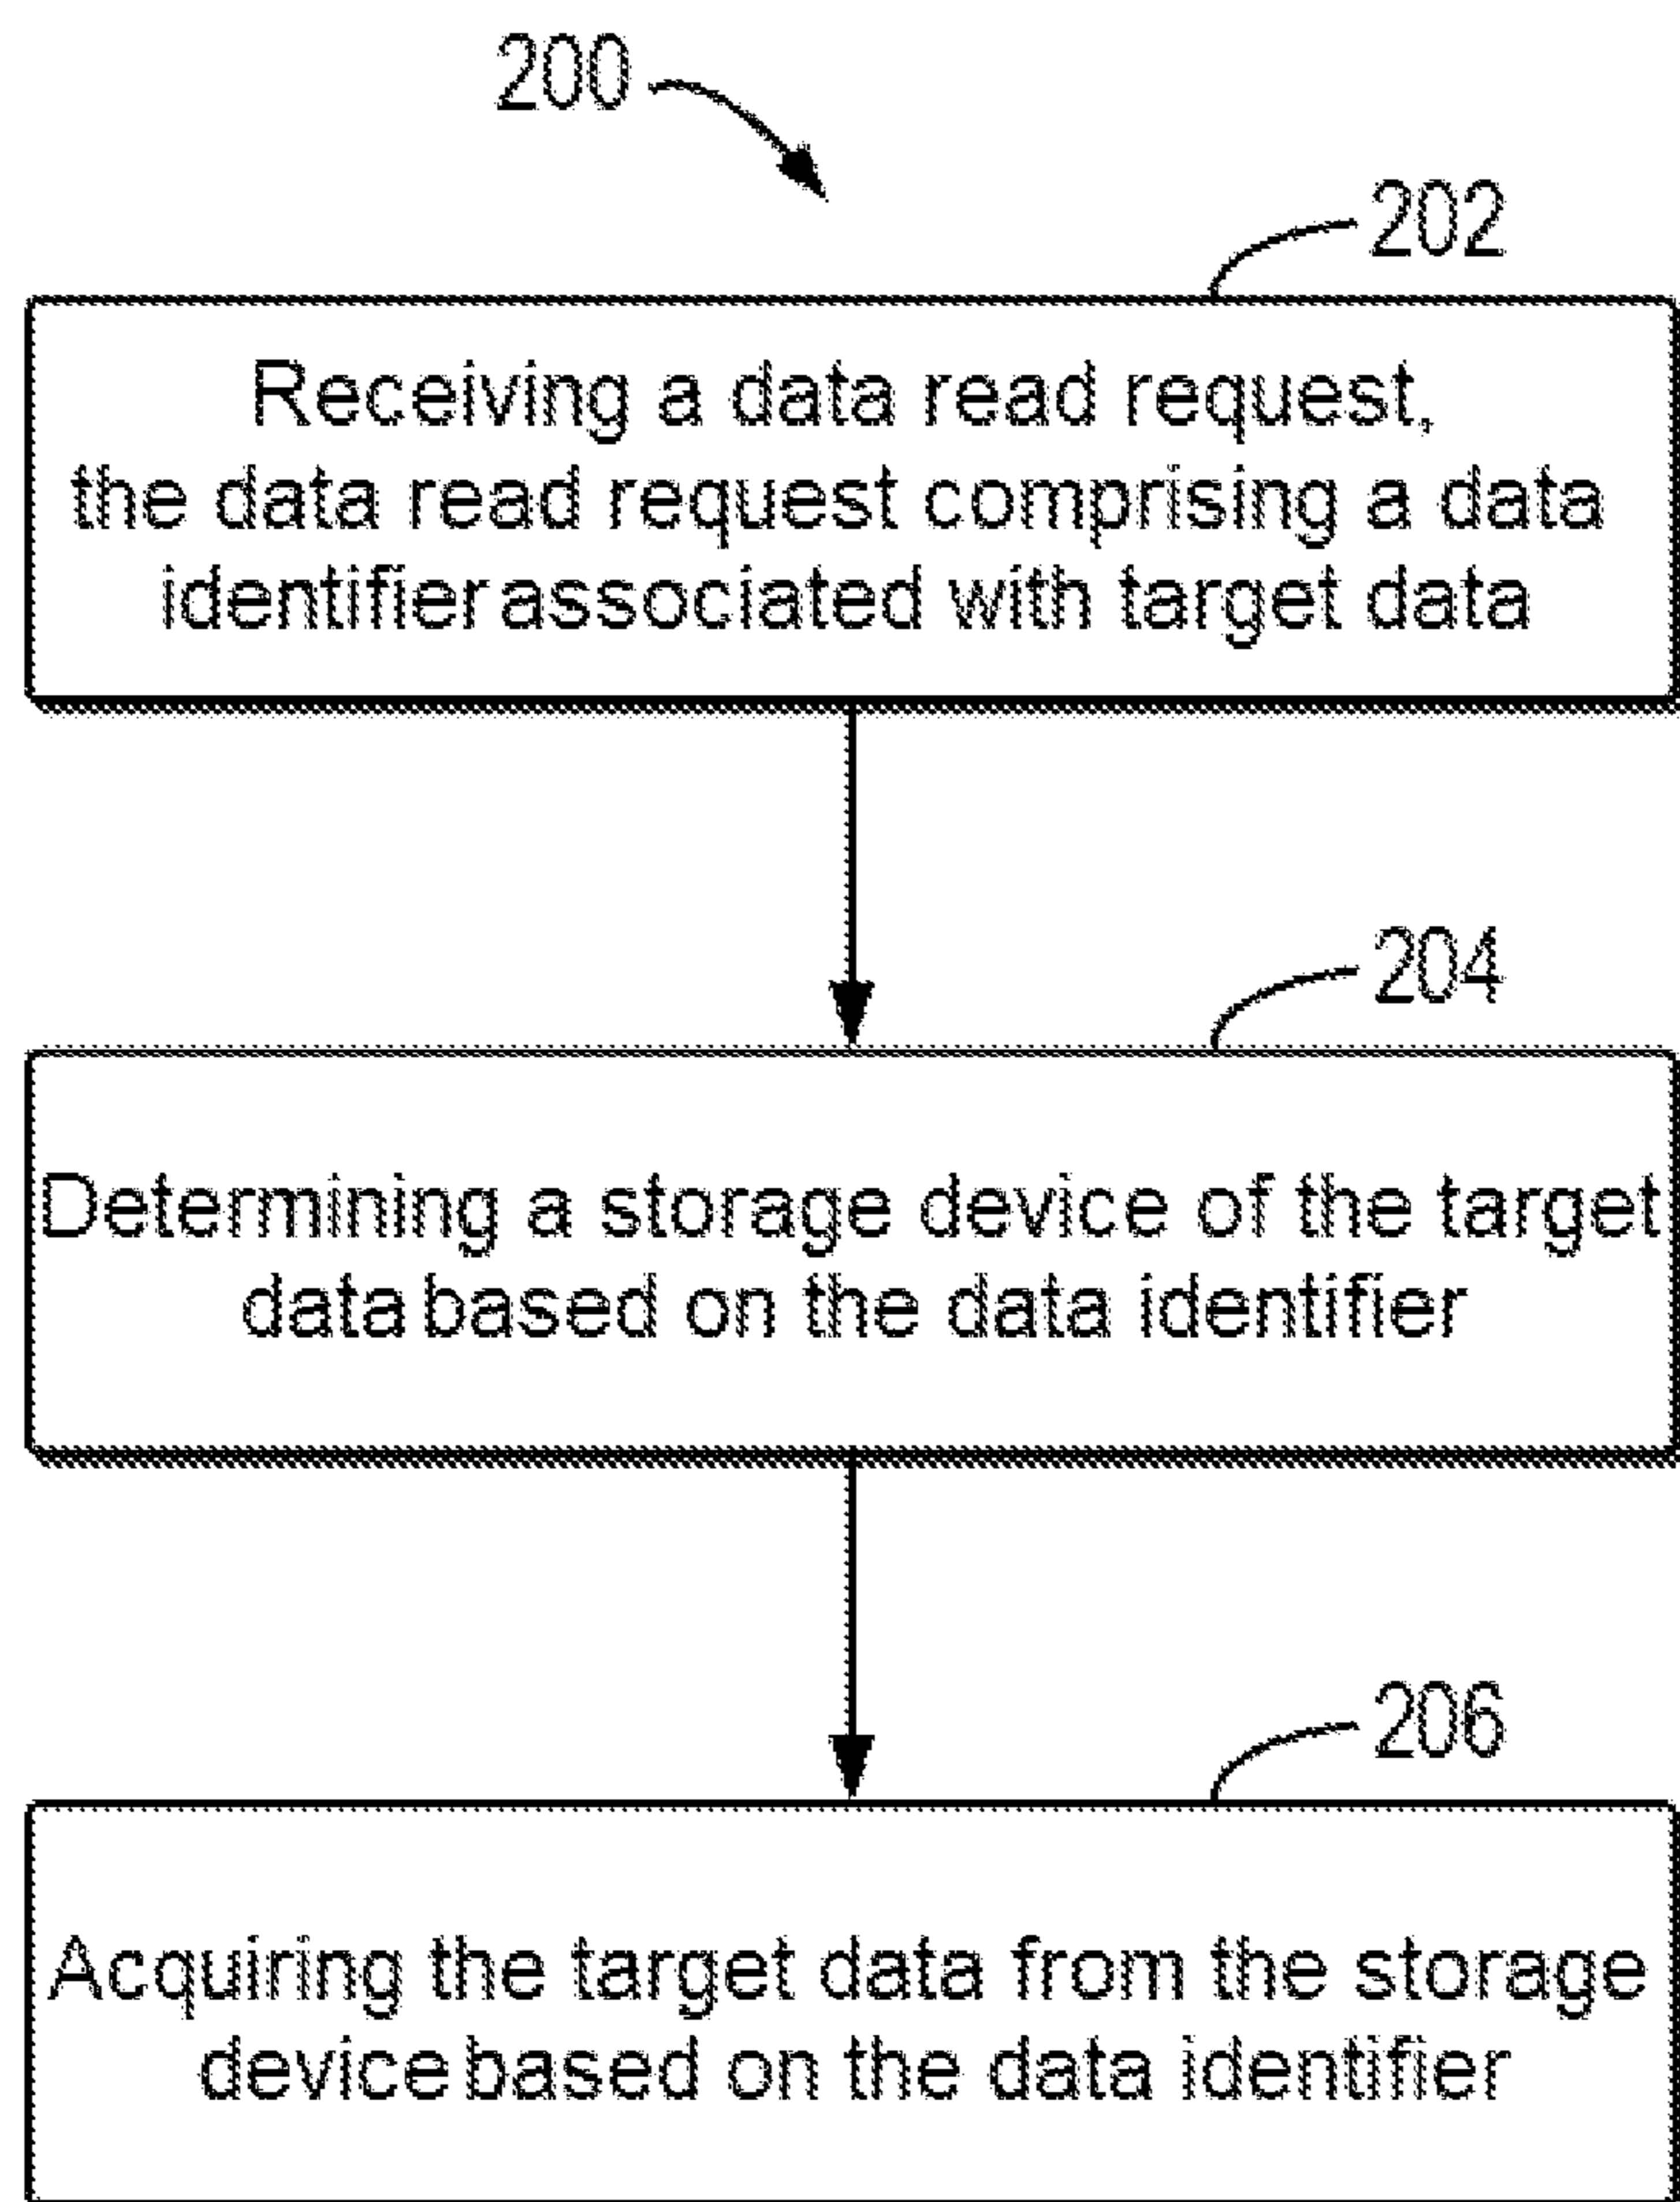 200
202
Receiving a data read request,
the data read request comprising a data
identifier associated with target data
204
Determining a storage device of the target
data based on the data identifier
206
Acquiring the target data from the storage
device based on the data identifier